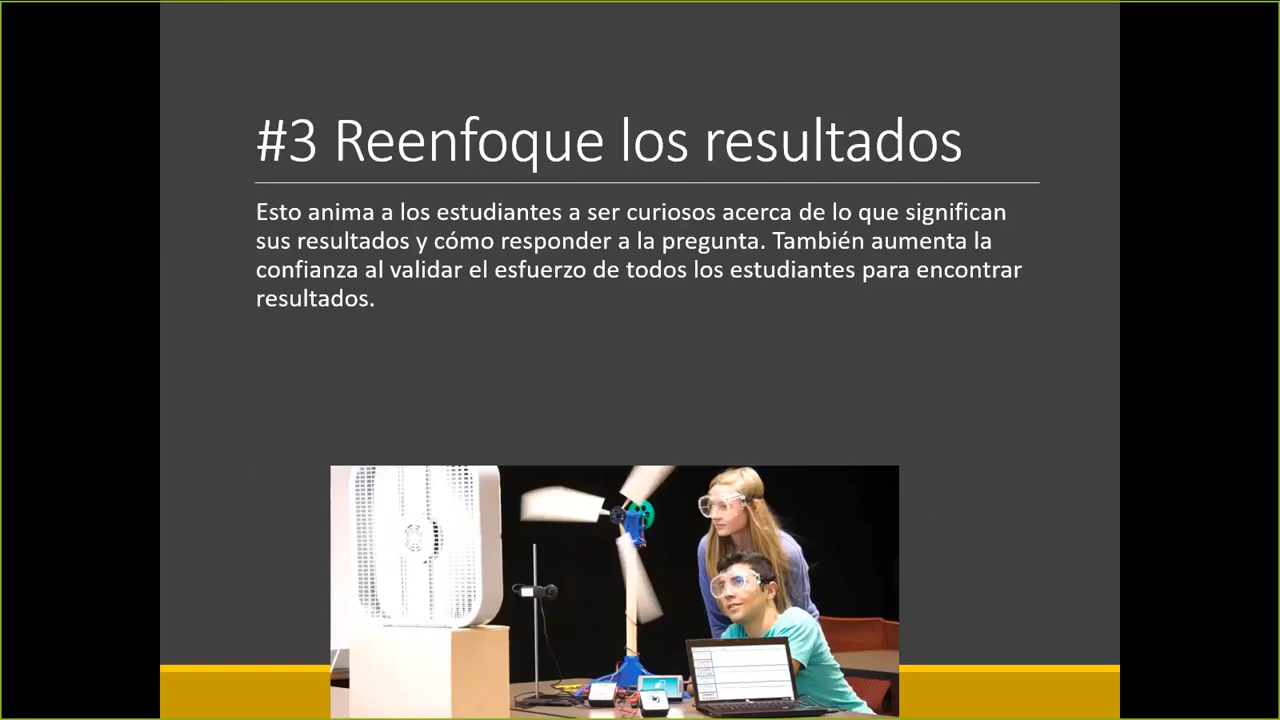 #3 Reenfoque los resultados
Esto anima a los estudiantes a ser curiosos acerca de lo que significan
sus resultados y cómo responder a la pregunta. También aumenta la
confianza al validar el esfuerzo de todos los estudiantes para encontrar
resultados.